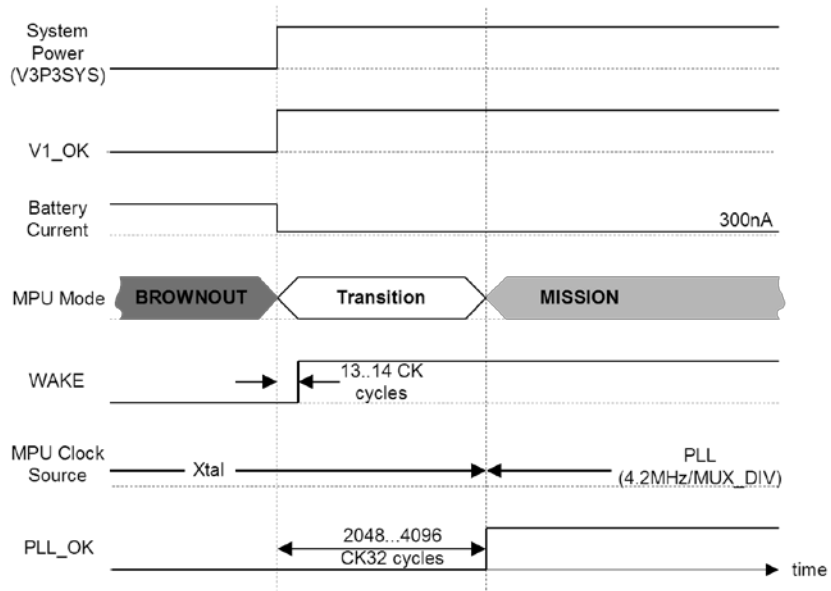 System
Power
(V3P3SYS)
V1_OK
Battery
Current
300nA
MPU Mode
BROWNOUT
Transition
MISSION
WAKE
13..14 CK
cycles
MPU Clock
Source
Xtal
PLL
(4.2MHz/MUX_DIV)
PLL_OK
2048...4096
CK32 cycles
time